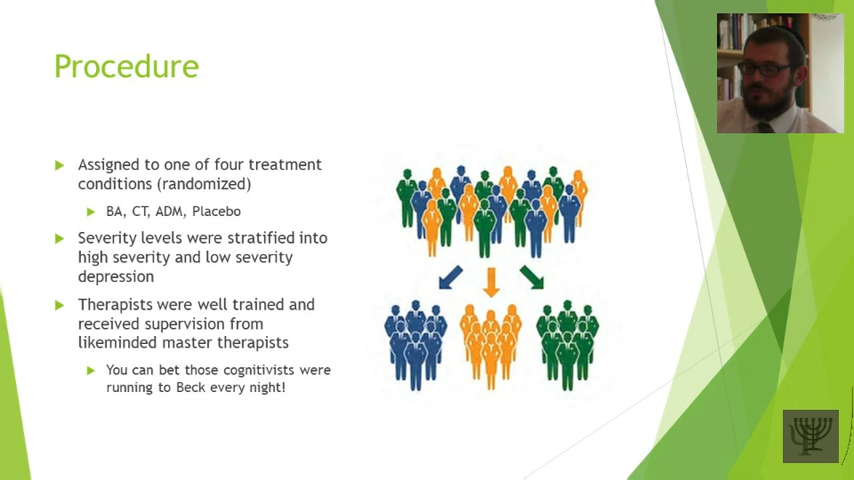 Procedure
Assigned to one of four treatment
conditions (randomized)
BA, CT, ADM, Placebo
Severity levels were stratified into
high severity and low severity
depression
Therapists were well trained and
received supervision from
likeminded master therapists
You can bet those cognitivists were
running to Beck every night!